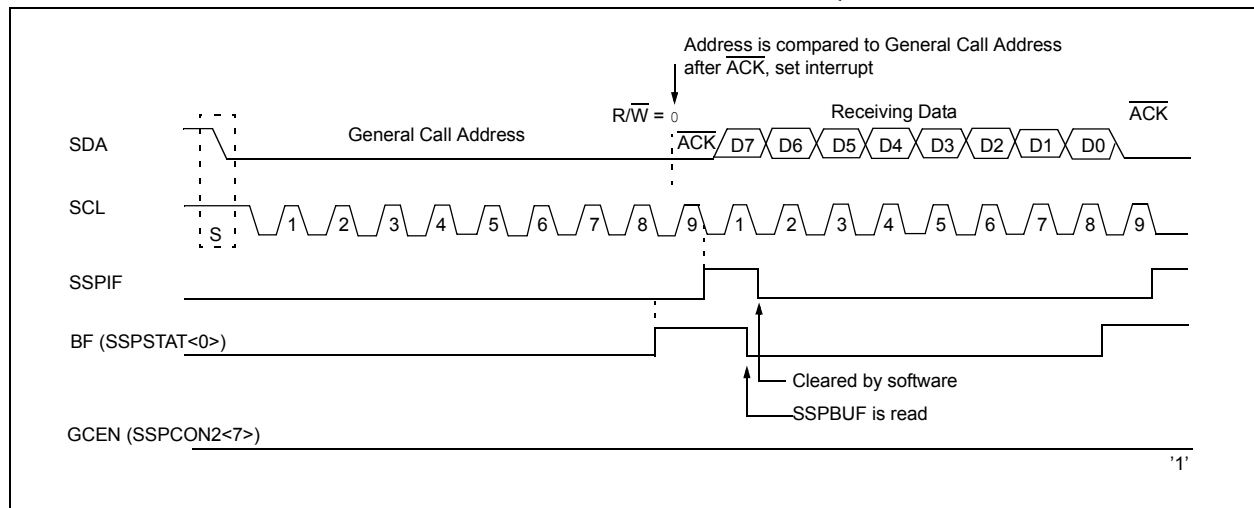 Address is compared to General Call Address
after ACK, set interrupt
R/W = 0
General Call Address
Receiving Data
ACK
SDA
ACK D7 D6 D5 D4 D3 D2 D1 D0
SCL
S
1 2 3 4 5 6 7 8 9 1 2 3 4 5 6 7 8 9
SSPIF
BF (SSPSTAT<0>)
Cleared by software
SSPBUF is read
GCEN (SSPCON2<7>)
'1'